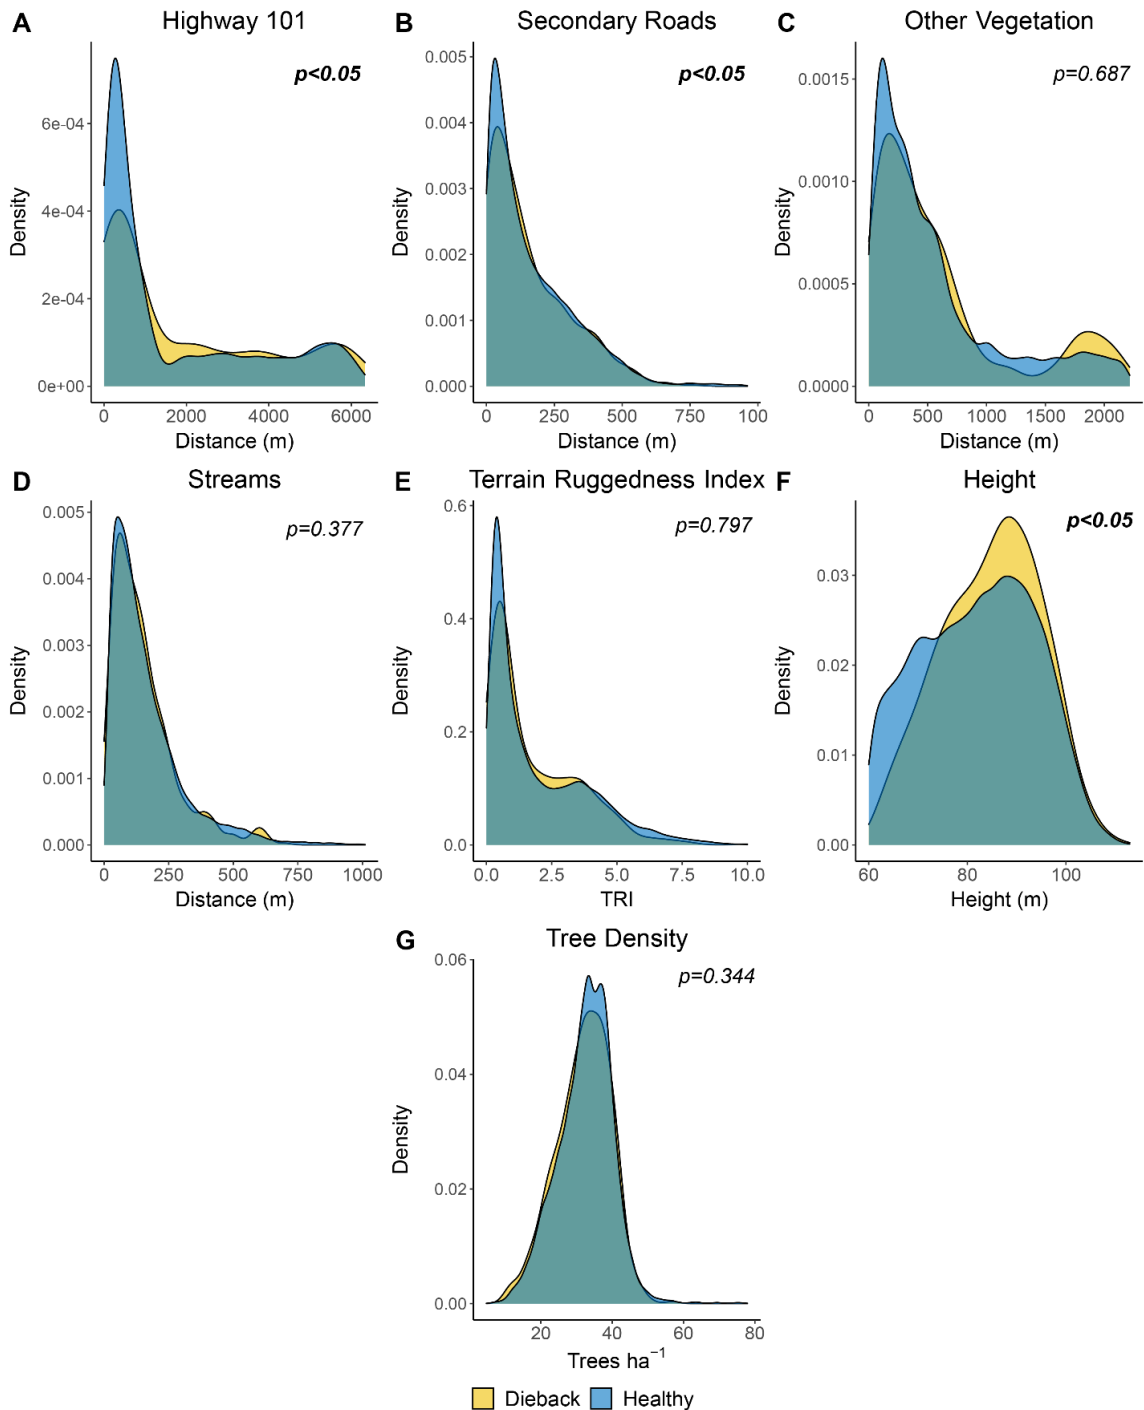 A Highway 101
p<0.05
6e-04
4e-04
2e-04
0e+00
Density
0 2000 4000 6000
Distance (m)
B Secondary Roads
p<0.05
0.005
0.004
0.003
0.002
0.001
0.000
Density
0 250 500 750 100
Distance (m)
C Other Vegetation
p=0.687
0.0015
0.0010
0.0005
0.0000
Density
0 500 1000 1500 2000
Distance (m)
D Streams
p=0.377
0.005
0.004
0.003
0.002
0.001
0.000
Density
0 250 500 750 1000
Distance (m)
E Terrain Ruggedness Index
p=0.797
0.6
0.4
0.2
0.0
Density
0.0 2.5 5.0 7.5 10.0
TRI
F Height
p<0.05
0.03
0.02
0.01
0.00
Density
60 80 100
Height (m)
G Tree Density
p=0.344
0.06
0.04
0.02
0.00
Density
20 40 60 80
Trees ha⁻¹
Dieback Healthy